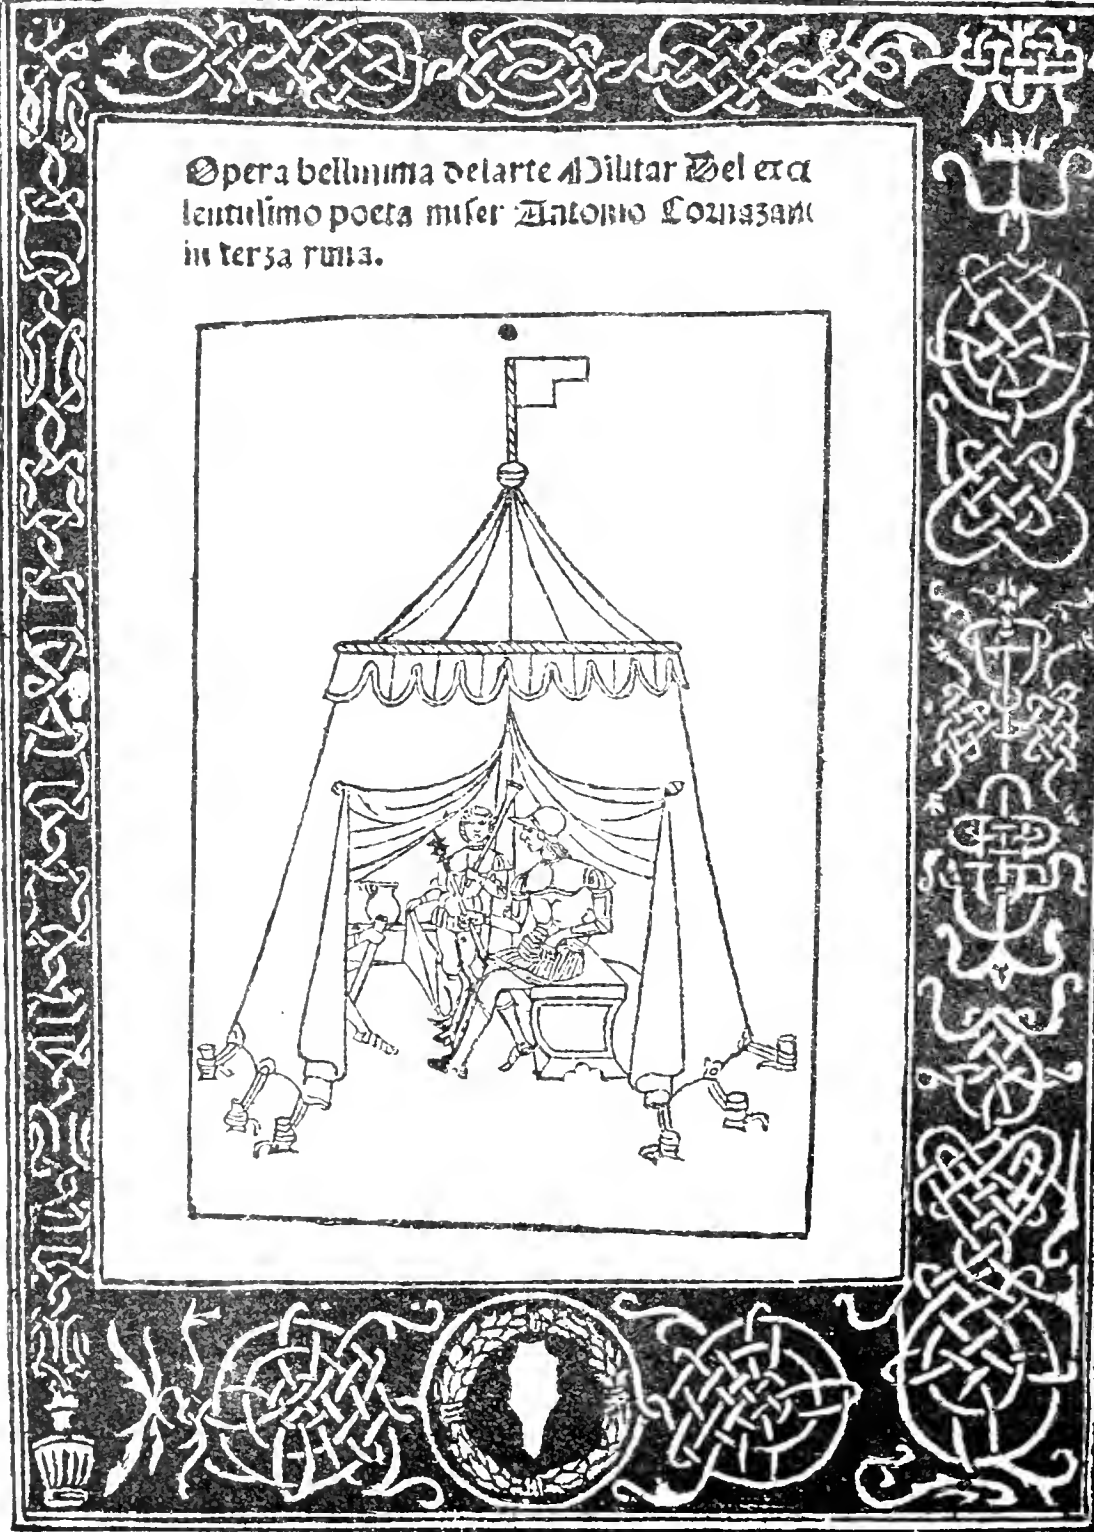 Opera bellissima delarte Militar Del excel
lentissimo poeta miser Antonio Cornazano
in terza rima.